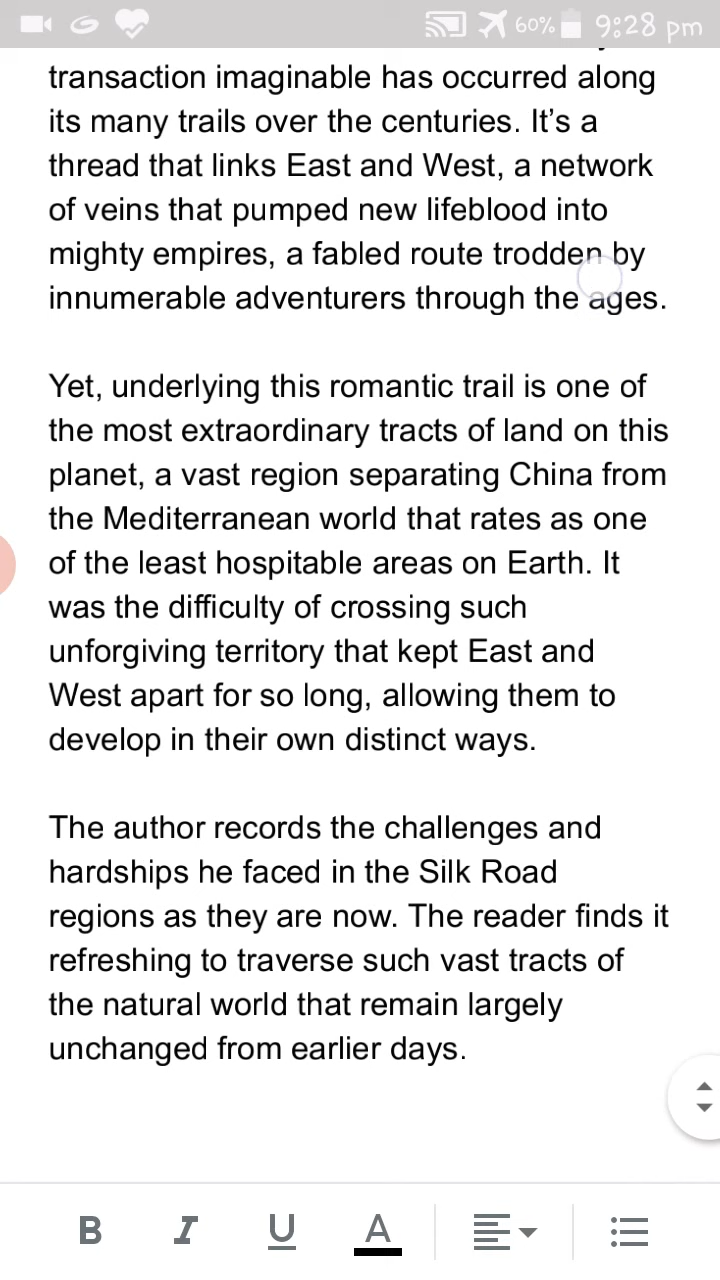 60% 9:28 pm
transaction imaginable has occurred along
its many trails over the centuries. It’s a
thread that links East and West, a network
of veins that pumped new lifeblood into
mighty empires, a fabled route trodden by
innumerable adventurers through the ages.
Yet, underlying this romantic trail is one of
the most extraordinary tracts of land on this
planet, a vast region separating China from
the Mediterranean world that rates as one
of the least hospitable areas on Earth. It
was the difficulty of crossing such
unforgiving territory that kept East and
West apart for so long, allowing them to
develop in their own distinct ways.
The author records the challenges and
hardships he faced in the Silk Road
regions as they are now. The reader finds it
refreshing to traverse such vast tracts of
the natural world that remain largely
unchanged from earlier days.
B I U A